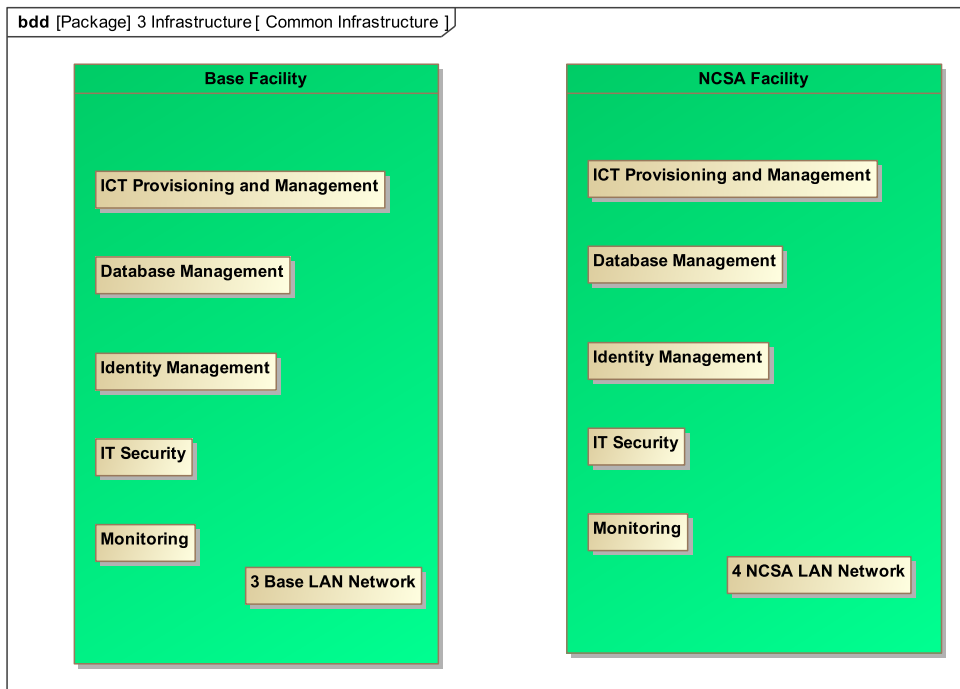 bdd [Package] 3 Infrastructure [ Common Infrastructure ]
Base Facility
ICT Provisioning and Management
Database Management
Identity Management
IT Security
Monitoring
3 Base LAN Network
NCSA Facility
ICT Provisioning and Management
Database Management
Identity Management
IT Security
Monitoring
4 NCSA LAN Network